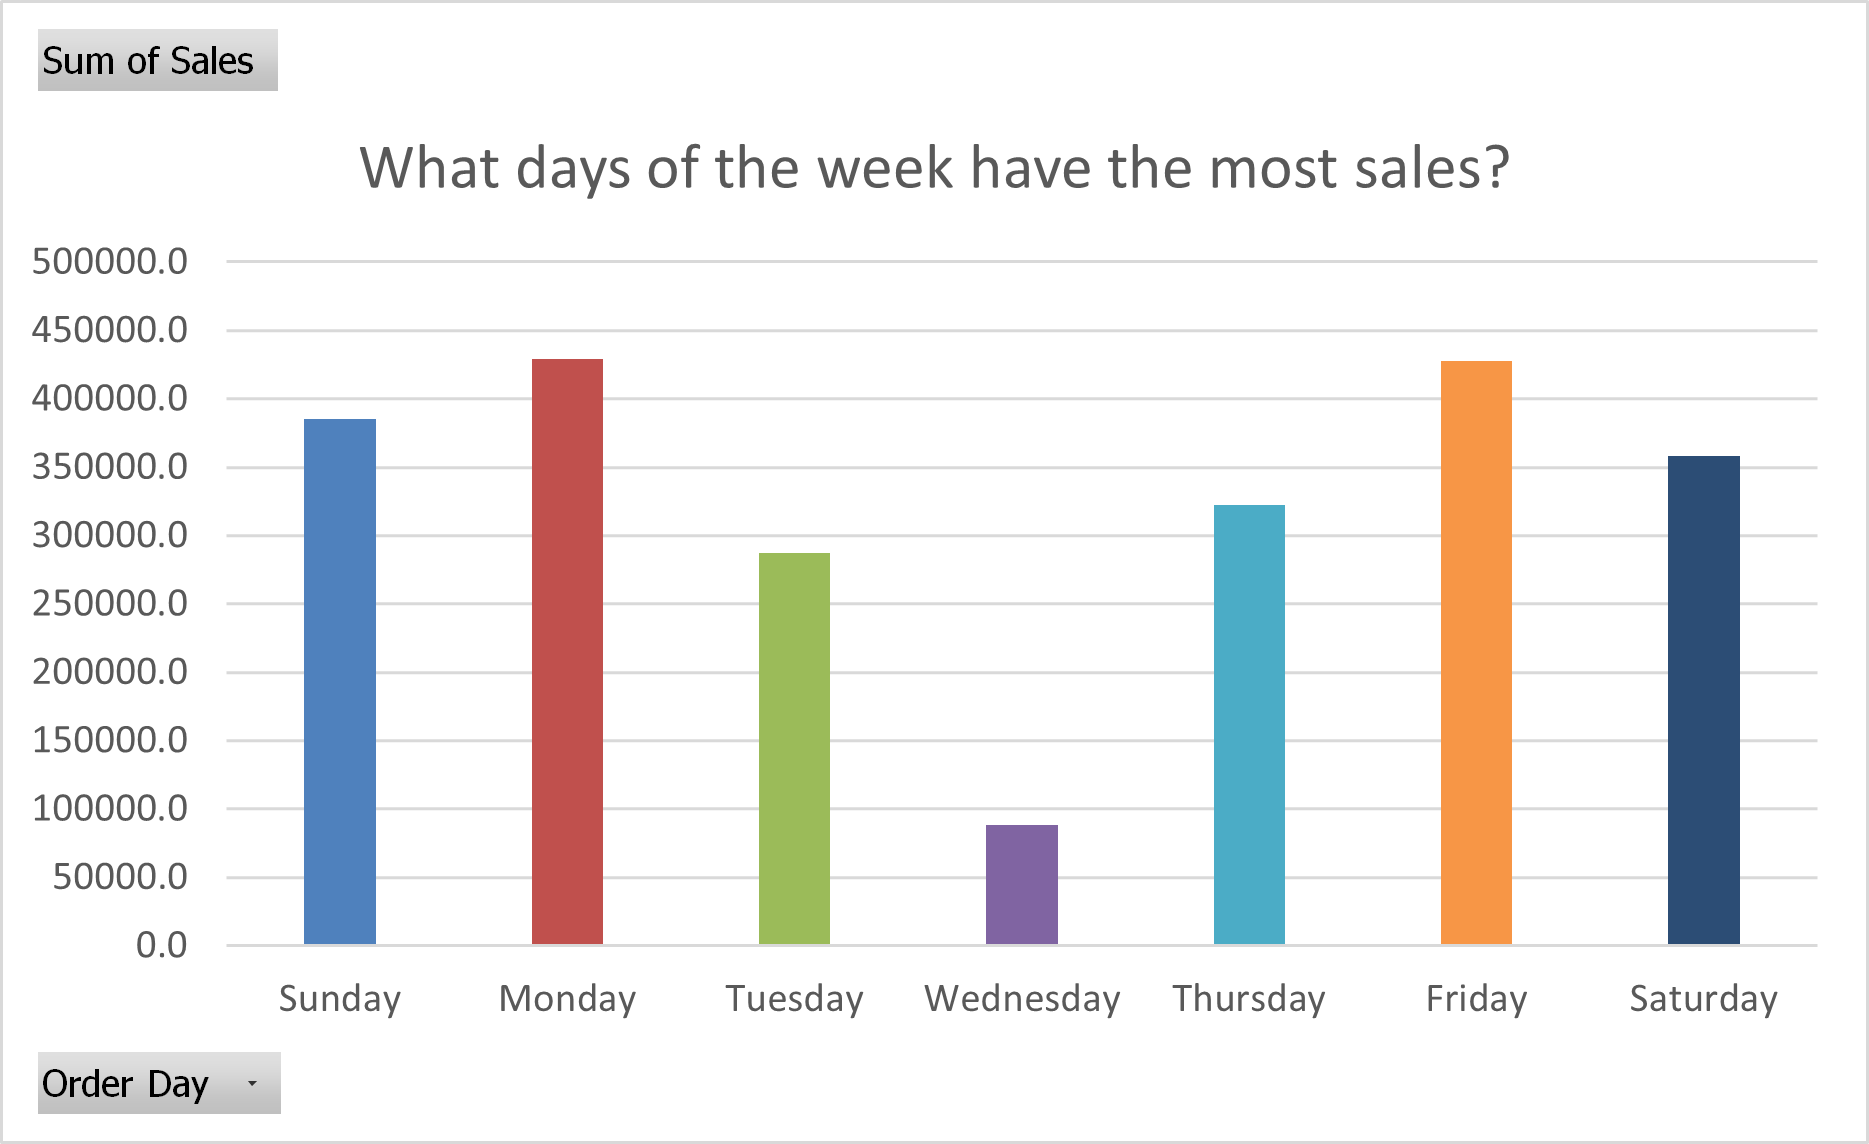 Sum of Sales
What days of the week have the most sales?
500000.0
450000.0
400000.0
350000.0
300000.0
250000.0
200000.0
150000.0
100000.0
50000.0
0.0
Sunday Monday Tuesday Wednesday Thursday Friday Saturday
Order Day